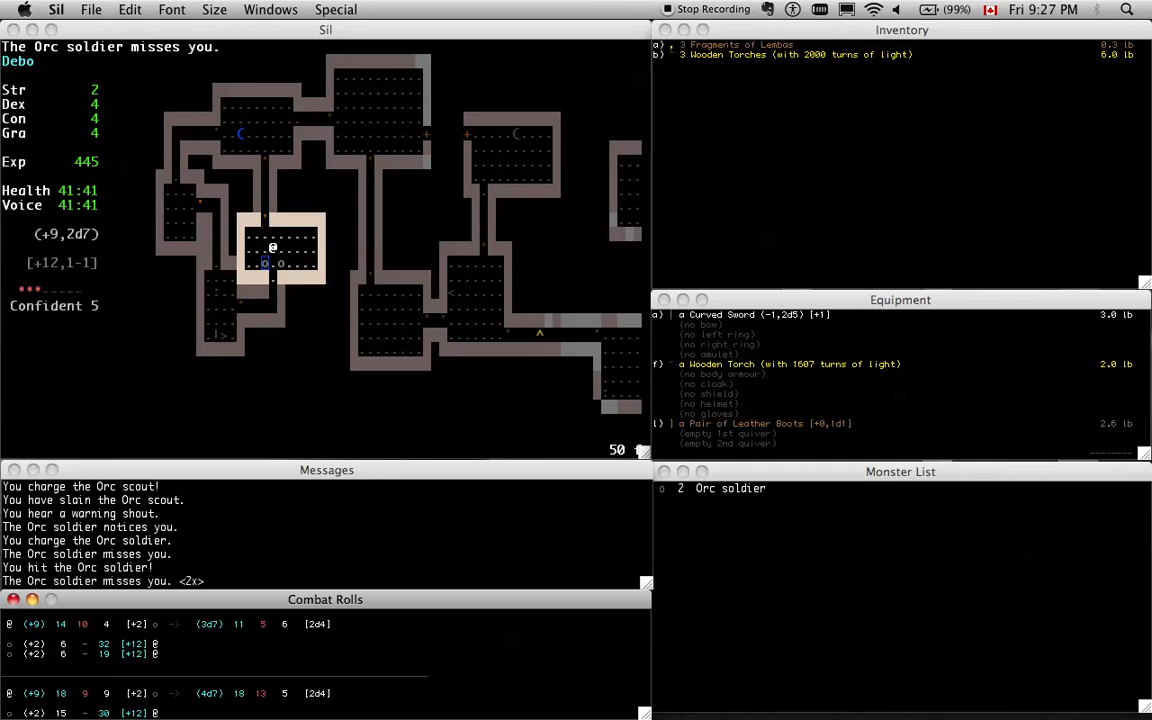 Sil File Edit Font Size Windows Special Stop Recording (99%) Fri 9:27 PM
Sil
The Orc soldier misses you.
Debo
Str 2
Dex 4
Con 4
Gra 4
Exp 445
Health 41:41
Voice 41:41
(+9,2d7)
[+12,1-1]
Confident 5
50 f
Inventory
a) , 3 Fragments of Lembas 0.3 lb
b) ~ 3 Wooden Torches (with 2000 turns of light) 6.0 lb
Equipment
a) | a Curved Sword (-1,2d5) [+1] 3.0 lb
(no bow)
(no left ring)
(no right ring)
(no amulet)
f) ~ a Wooden Torch (with 1607 turns of light) 2.0 lb
(no body armour)
(no cloak)
(no shield)
(no helmet)
(no gloves)
l) ] a Pair of Leather Boots [+0,1d1] 2.6 lb
(empty 1st quiver)
(empty 2nd quiver)
Messages
You charge the Orc scout!
You have slain the Orc scout.
You hear a warning shout.
The Orc soldier notices you.
You charge the Orc soldier.
The Orc soldier misses you.
You hit the Orc soldier!
The Orc soldier misses you. <2x>
Monster List
o 2 Orc soldier
Combat Rolls
@ (+9) 14 10 4 [+2] o -> (3d7) 11 5 6 [2d4]
o (+2) 6 - 32 [+12] @
o (+2) 6 - 19 [+12] @
@ (+9) 18 9 9 [+2] o -> (4d7) 18 13 5 [2d4]
o (+2) 15 - 30 [+12] @